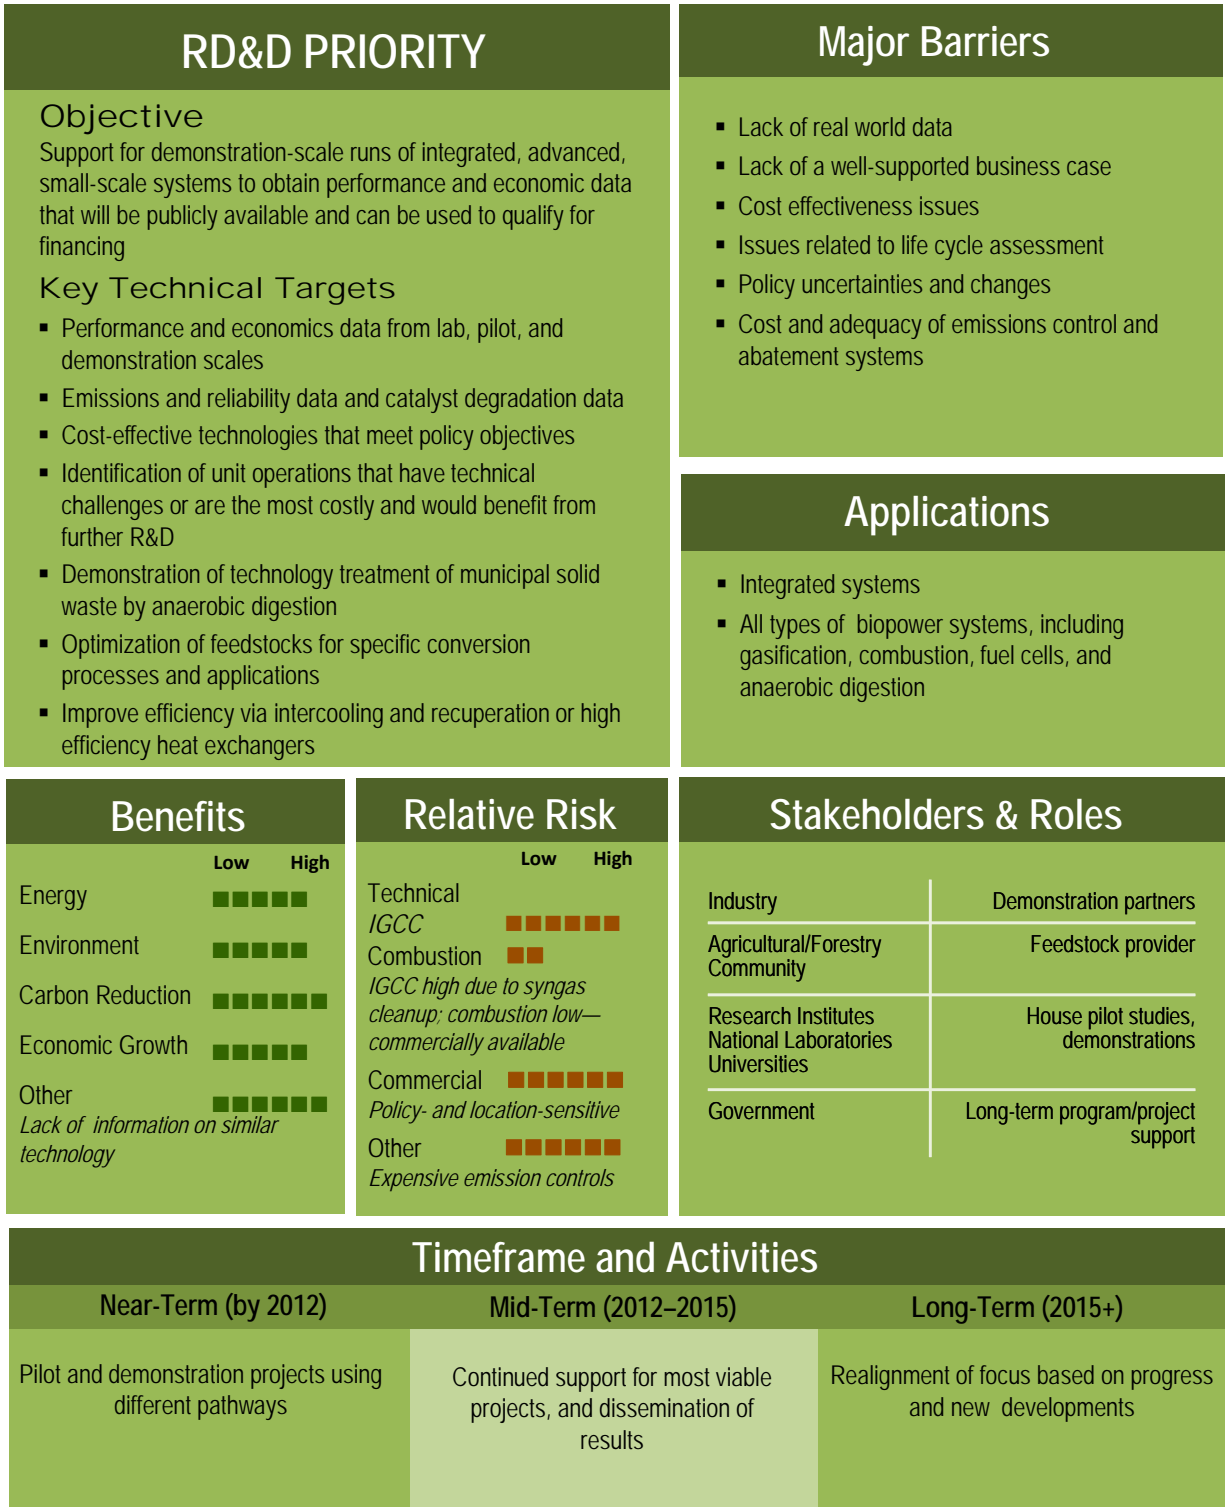 RD&D PRIORITY
Objective
Support for demonstration-scale runs of integrated, advanced,
small-scale systems to obtain performance and economic data
that will be publicly available and can be used to qualify for
financing
Key Technical Targets
▪ Performance and economics data from lab, pilot, and
demonstration scales
▪ Emissions and reliability data and catalyst degradation data
▪ Cost-effective technologies that meet policy objectives
▪ Identification of unit operations that have technical
challenges or are the most costly and would benefit from
further R&D
▪ Demonstration of technology treatment of municipal solid
waste by anaerobic digestion
▪ Optimization of feedstocks for specific conversion
processes and applications
▪ Improve efficiency via intercooling and recuperation or high
efficiency heat exchangers
Major Barriers
▪ Lack of real world data
▪ Lack of a well-supported business case
▪ Cost effectiveness issues
▪ Issues related to life cycle assessment
▪ Policy uncertainties and changes
▪ Cost and adequacy of emissions control and
abatement systems
Applications
▪ Integrated systems
▪ All types of biopower systems, including
gasification, combustion, fuel cells, and
anaerobic digestion
Benefits
Low High
Energy
Environment
Carbon Reduction
Economic Growth
Other
Lack of information on similar
technology
Relative Risk
Low High
Technical
IGCC
Combustion
IGCC high due to syngas
cleanup; combustion low—
commercially available
Commercial
Policy- and location-sensitive
Other
Expensive emission controls
Stakeholders & Roles
Industry Demonstration partners
Agricultural/Forestry Feedstock provider
Community
Research Institutes House pilot studies,
National Laboratories demonstrations
Universities
Government Long-term program/project
support
Timeframe and Activities
Near-Term (by 2012) Mid-Term (2012–2015) Long-Term (2015+)
Pilot and demonstration projects using
different pathways
Continued support for most viable
projects, and dissemination of
results
Realignment of focus based on progress
and new developments